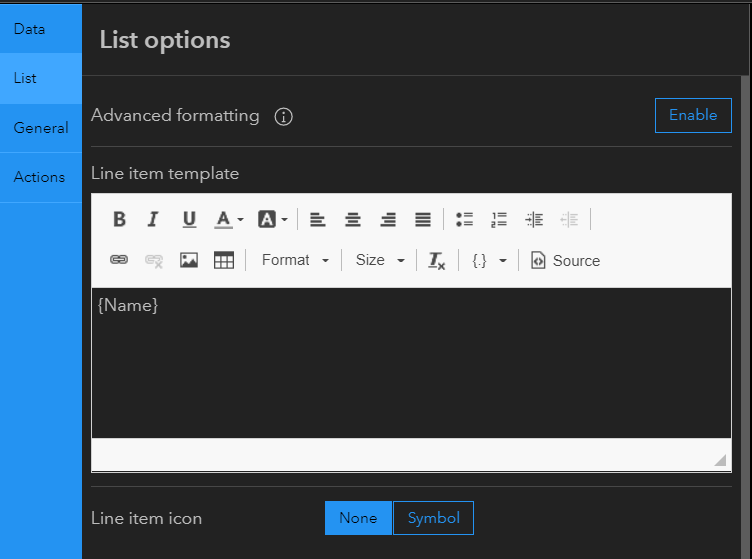 Data
List
General
Actions
List options
Advanced formatting
Enable
Line item template
B I U A A
Format Size Tx {.} Source
{Name}
Line item icon
None Symbol